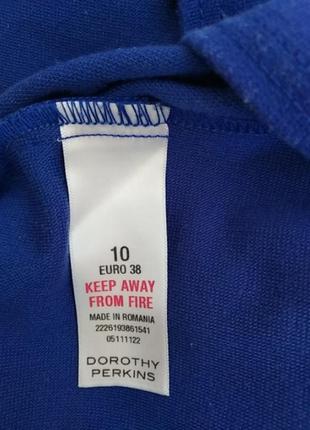 10
EURO 38
KEEP AWAY
FROM FIRE
MADE IN ROMANIA
2226193861541
05111122
DOROTHY
PERKINS